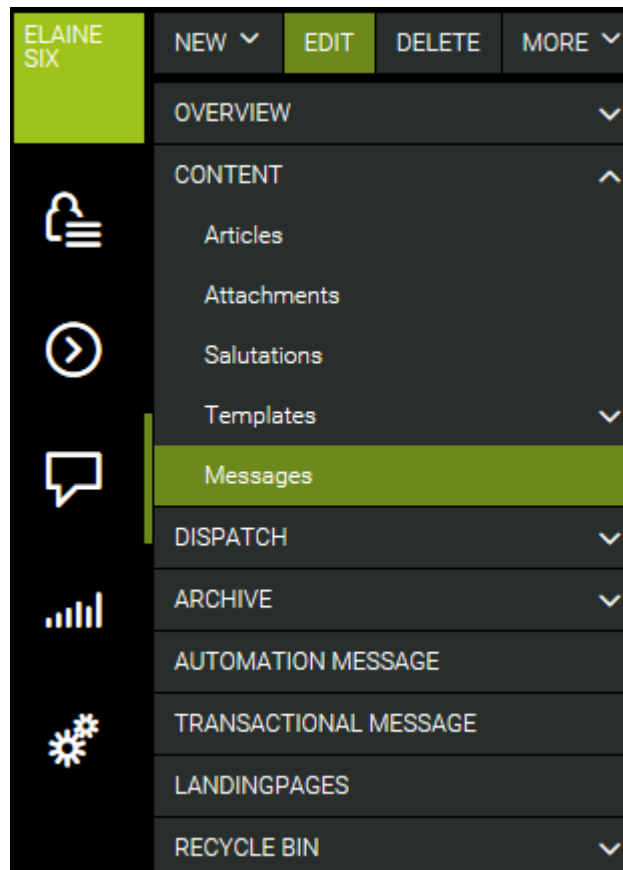 ELAINE
SIX
NEW EDIT DELETE MORE
OVERVIEW
CONTENT
Articles
Attachments
Salutations
Templates
Messages
DISPATCH
ARCHIVE
AUTOMATION MESSAGE
TRANSACTIONAL MESSAGE
LANDINGPAGES
RECYCLE BIN